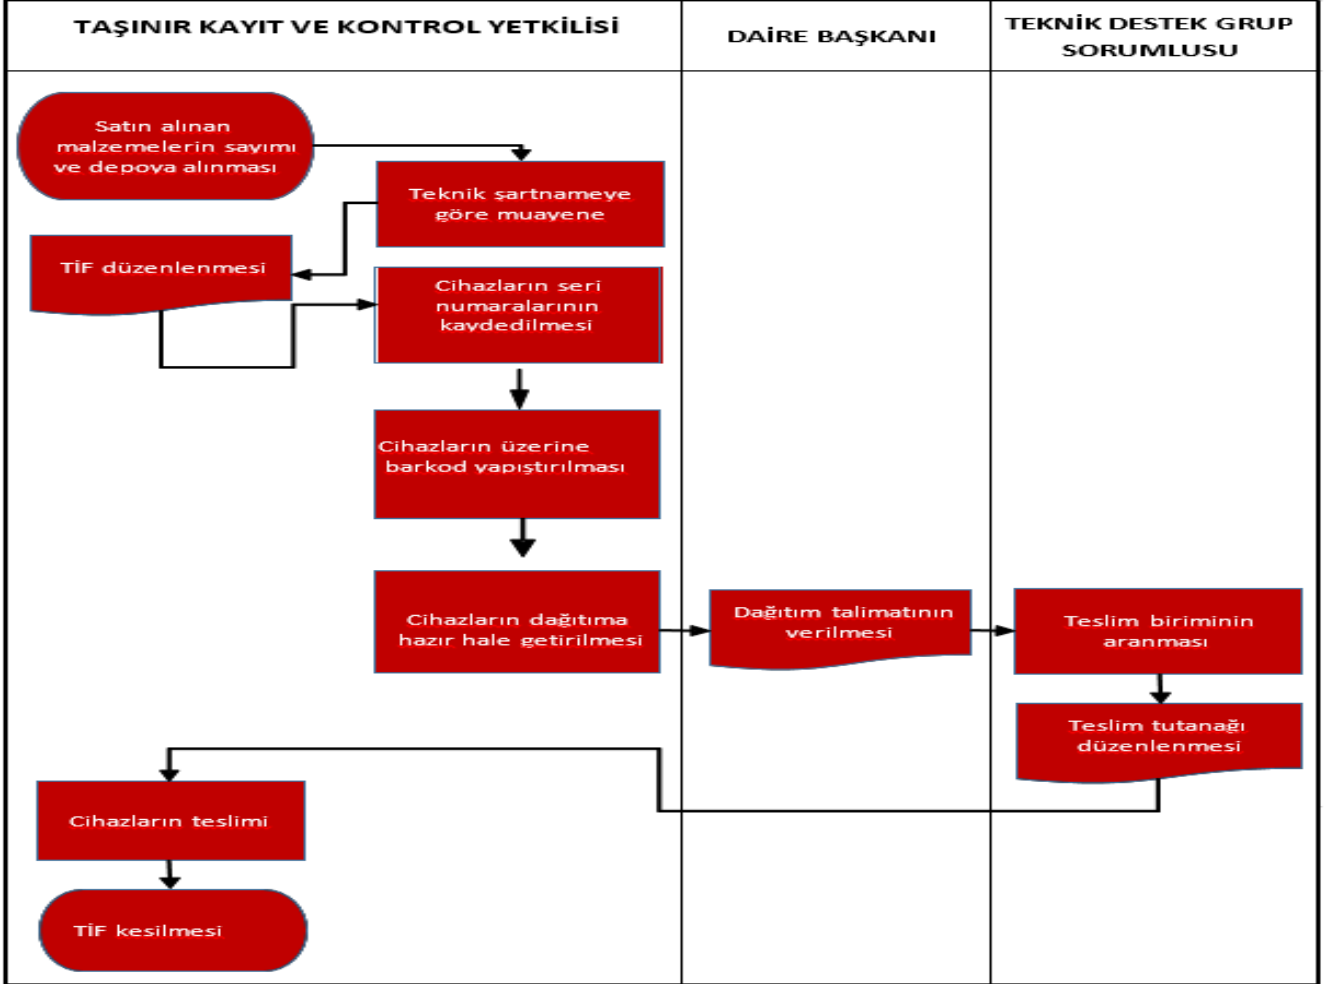 TAŞINIR KAYIT VE KONTROL YETKİLİSİ
DAİRE BAŞKANI
TEKNİK DESTEK GRUP
SORUMLUSU
Satın alınan
malzemelerin sayımı
ve depoya alınması
Teknik şartnameye
göre muayene
TİF düzenlenmesi
Cihazların seri
numaralarının
kaydedilmesi
Cihazların üzerine
barkod yapıştırılması
Cihazların dağıtıma
hazır hale getirilmesi
Dağıtım talimatının
verilmesi
Teslim biriminin
aranması
Teslim tutanağı
düzenlenmesi
Cihazların teslimi
TİF kesilmesi